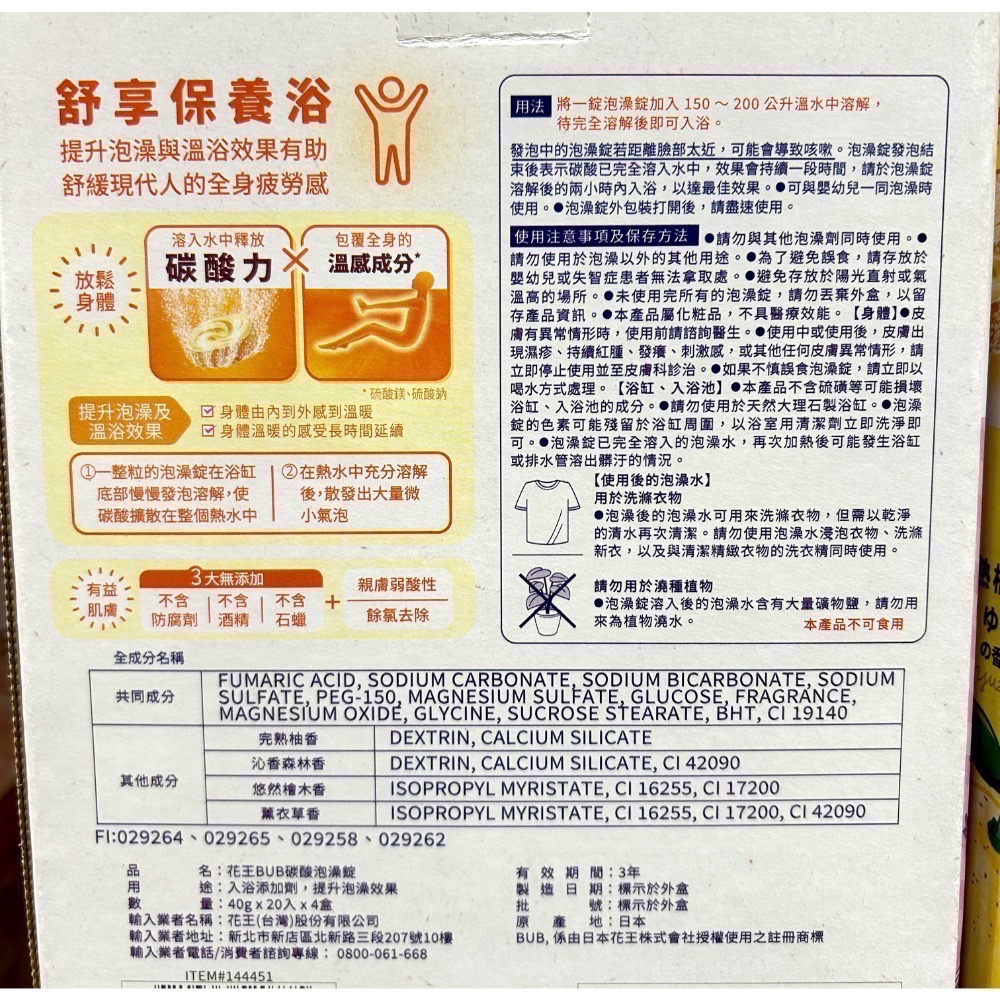 舒享保養浴
提升泡澡與溫浴效果有助
舒緩現代人的全身疲勞感
放鬆
身體
溶入水中釋放
碳酸力
×
包覆全身的
溫感成分*
*硫酸鎂、硫酸鈉
提升泡澡及
溫浴效果
身體由內到外感到溫暖
身體溫暖的感受長時間延續
①一整粒的泡澡錠在浴缸
底部慢慢發泡溶解,使
碳酸擴散在整個熱水中
②在熱水中充分溶解
後,散發出大量微
小氣泡
有益
肌膚
3大無添加
不含
防腐劑
不含
酒精
不含
石蠟
+
親膚弱酸性
餘氯去除
用法 將一錠泡澡錠加入 150 ~ 200 公升溫水中溶解,
待完全溶解後即可入浴。
發泡中的泡澡錠若距離臉部太近,可能會導致咳嗽。泡澡錠發泡結
束後表示碳酸已完全溶入水中,效果會持續一段時間,請於泡澡錠
溶解後的兩小時內入浴,以達最佳效果。●可與嬰幼兒一同泡澡時
使用。●泡澡錠外包裝打開後,請盡速使用。
使用注意事項及保存方法 ●請勿與其他泡澡劑同時使用。●
請勿使用於泡澡以外的其他用途。●為了避免誤食,請存放於
嬰幼兒或失智症患者無法拿取處。●避免存放於陽光直射或氣
溫高的場所。●未使用完所有的泡澡錠,請勿丟棄外盒,以留
存產品資訊。●本產品屬化粧品,不具醫療效能。【身體】●皮
膚有異常情形時,使用前請諮詢醫生。●使用中或使用後,皮膚出
現濕疹、持續紅腫、發癢、刺激感,或其他任何皮膚異常情形,請
立即停止使用並至皮膚科診治。●如果不慎誤食泡澡錠,請立即以
喝水方式處理。【浴缸、入浴池】●本產品不含硫磺等可能損壞
浴缸、入浴池的成分。●請勿使用於天然大理石製浴缸。●泡澡
錠的色素可能殘留於浴缸周圍,以浴室用清潔劑立即洗淨即
可。●泡澡錠已完全溶入的泡澡水,再次加熱後可能發生浴缸
或排水管溶出髒汙的情況。
【使用後的泡澡水】
用於洗滌衣物
●泡澡後的泡澡水可用來洗滌衣物,但需以乾淨
的清水再次清潔。請勿使用泡澡水浸泡衣物、洗滌
新衣,以及與清潔精緻衣物的洗衣精同時使用。
請勿用於澆種植物
●泡澡錠溶入後的泡澡水含有大量礦物鹽,請勿用
來為植物澆水。
本產品不可食用
全成分名稱
共同成分
FUMARIC ACID, SODIUM CARBONATE, SODIUM BICARBONATE, SODIUM
SULFATE, PEG-150, MAGNESIUM SULFATE, GLUCOSE, FRAGRANCE,
MAGNESIUM OXIDE, GLYCINE, SUCROSE STEARATE, BHT, CI 19140
其他成分
完熟柚香 DEXTRIN, CALCIUM SILICATE
沁香森林香 DEXTRIN, CALCIUM SILICATE, CI 42090
悠然檜木香 ISOPROPYL MYRISTATE, CI 16255, CI 17200
薰衣草香 ISOPROPYL MYRISTATE, CI 16255, CI 17200, CI 42090
FI:029264、029265、029258、029262
品名:花王BUB碳酸泡澡錠
用途:入浴添加劑,提升泡澡效果
數量:40g x 20入 x 4盒
輸入業者名稱:花王(台灣)股份有限公司
輸入業者地址:新北市新店區北新路三段207號10樓
輸入業者電話/消費者諮詢專線: 0800-061-668
ITEM#144451
有效期間:3年
製造日期:標示於外盒
批號:標示於外盒
原產地:日本
BUB, 係由日本花王株式會社授權使用之註冊商標
ゆ
の香